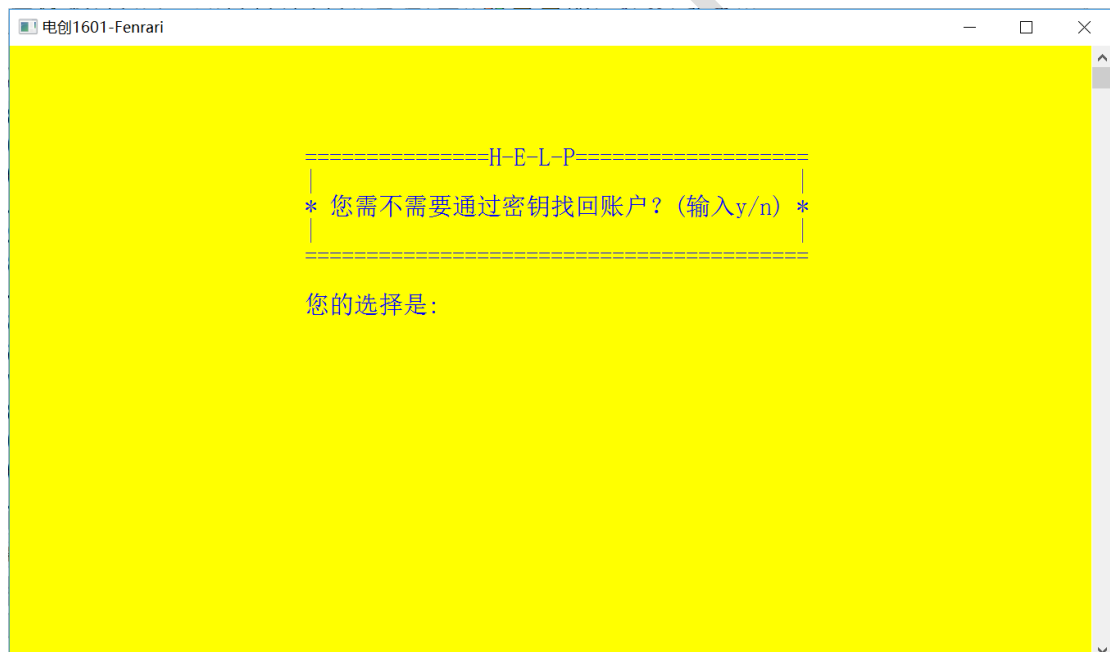 电创1601-Fenrari
===============H-E-L-P===================
|                                       |
* 您需不需要通过密钥找回账户？(输入y/n) *
|                                       |
=========================================
您的选择是: